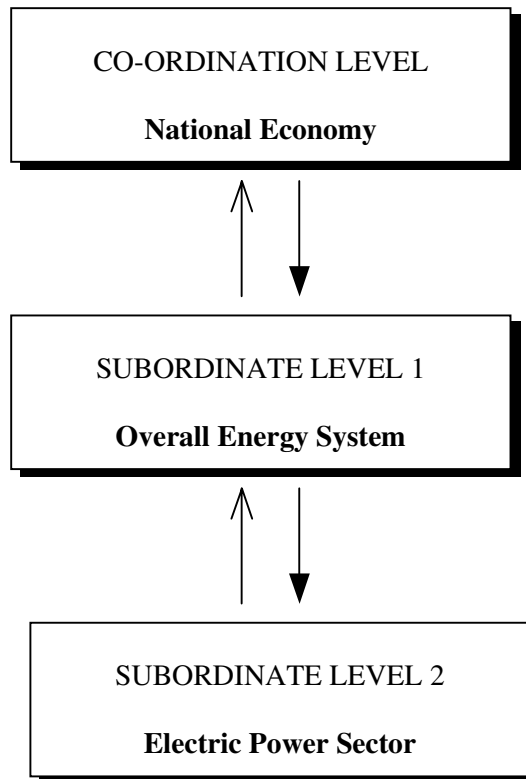 CO-ORDINATION LEVEL
National Economy
SUBORDINATE LEVEL 1
Overall Energy System
SUBORDINATE LEVEL 2
Electric Power Sector